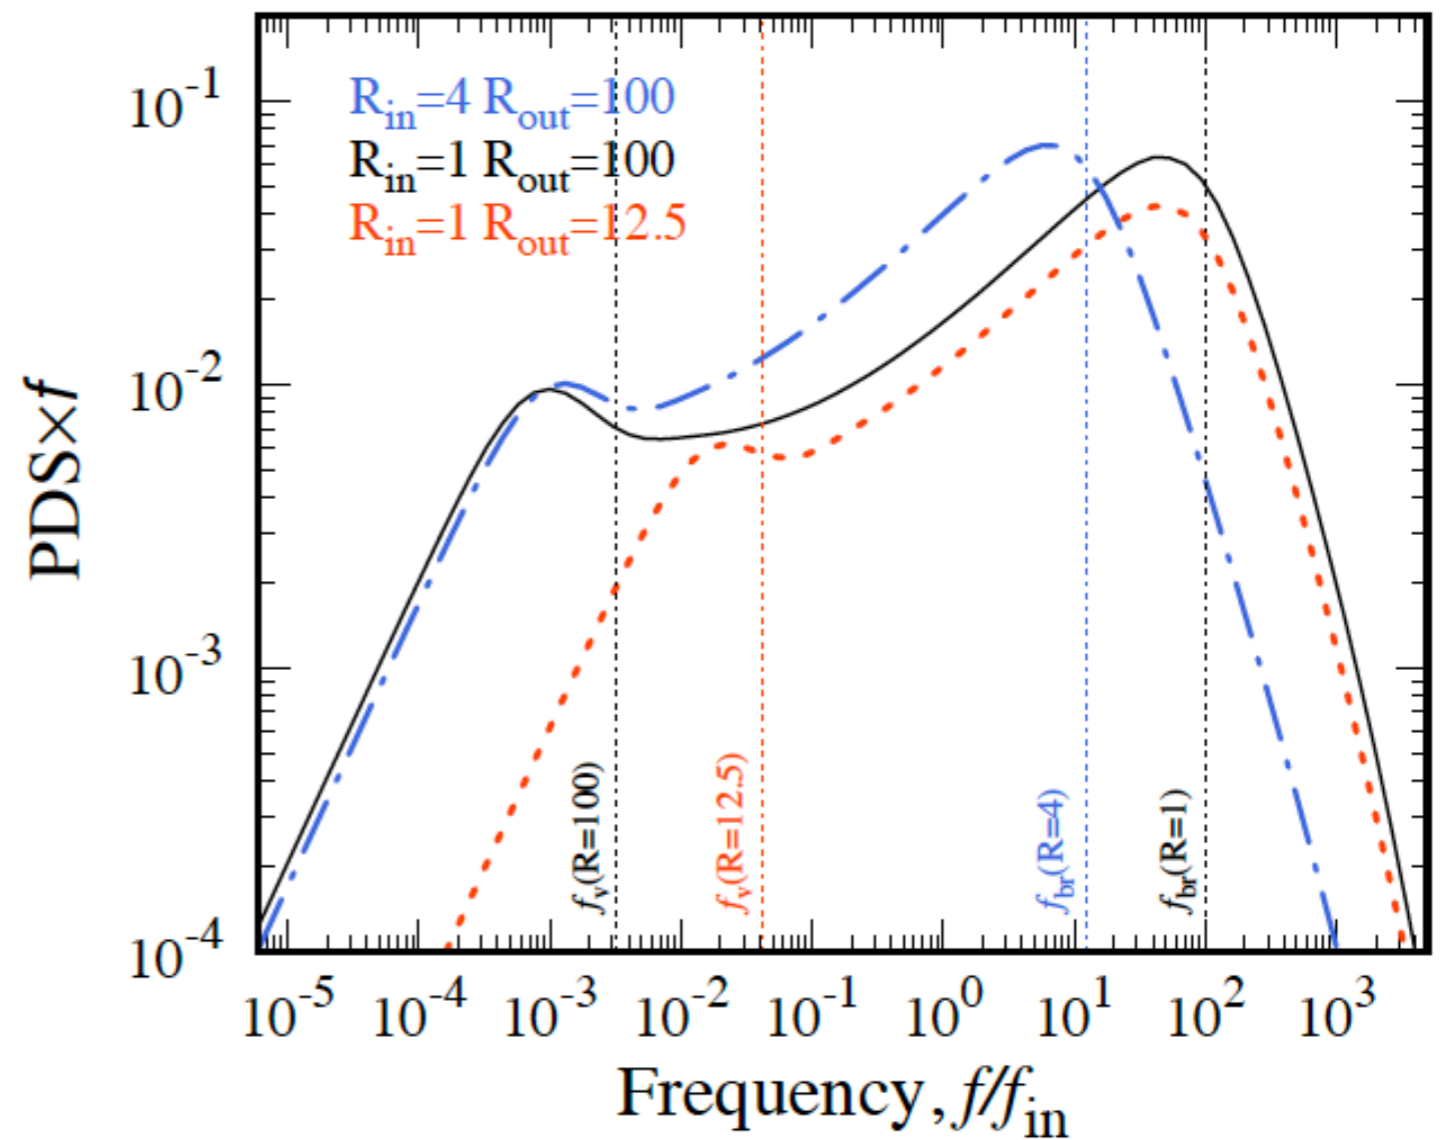 R_in=4 R_out=100
R_in=1 R_out=100
R_in=1 R_out=12.5
10^-1
10^-2
10^-3
10^-4
PDS×f
f_v(R=100)
f_v(R=12.5)
f_br(R=4)
f_br(R=1)
10^-5 10^-4 10^-3 10^-2 10^-1 10^0 10^1 10^2 10^3
Frequency, f/f_in